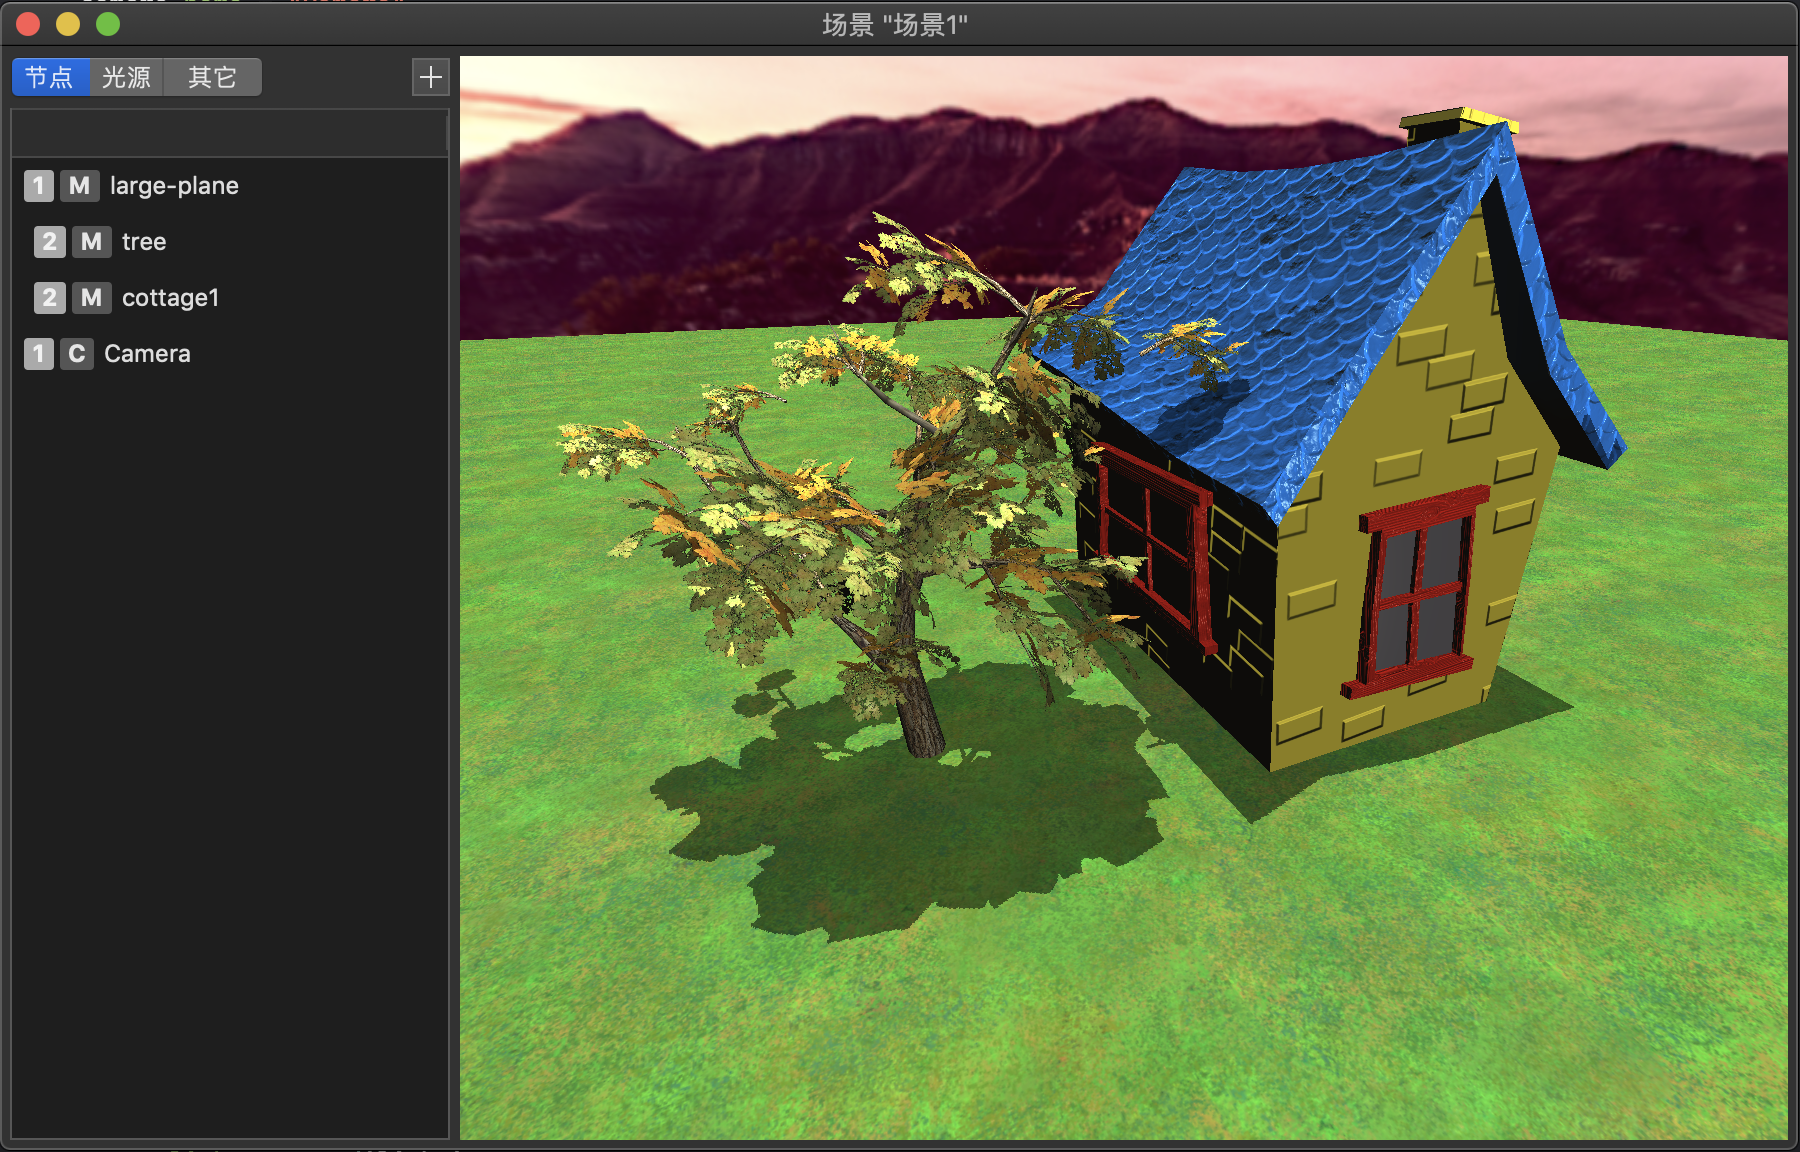 场景 "场景1"
节点 光源 其它
1 M large-plane
2 M tree
2 M cottage1
1 C Camera